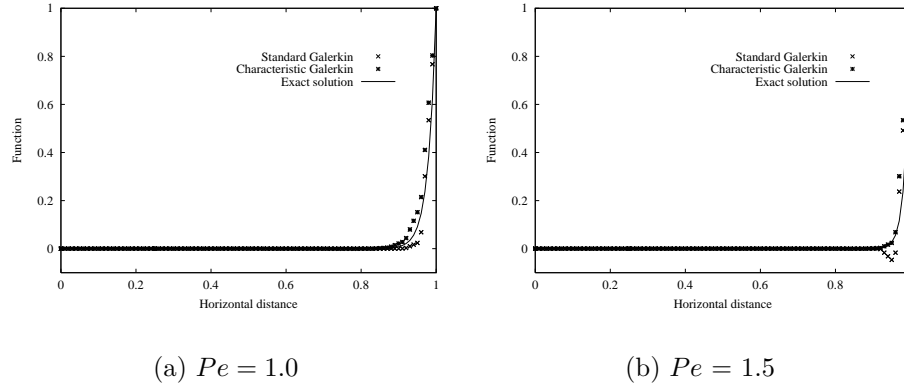 1
0.8
0.6
0.4
0.2
0
Function
Standard Galerkin
Characteristic Galerkin
Exact solution
0 0.2 0.4 0.6 0.8 1
Horizontal distance
(a) Pe = 1.0
1
0.8
0.6
0.4
0.2
0
Function
Standard Galerkin
Characteristic Galerkin
Exact solution
0 0.2 0.4 0.6 0.8
Horizontal distance
(b) Pe = 1.5